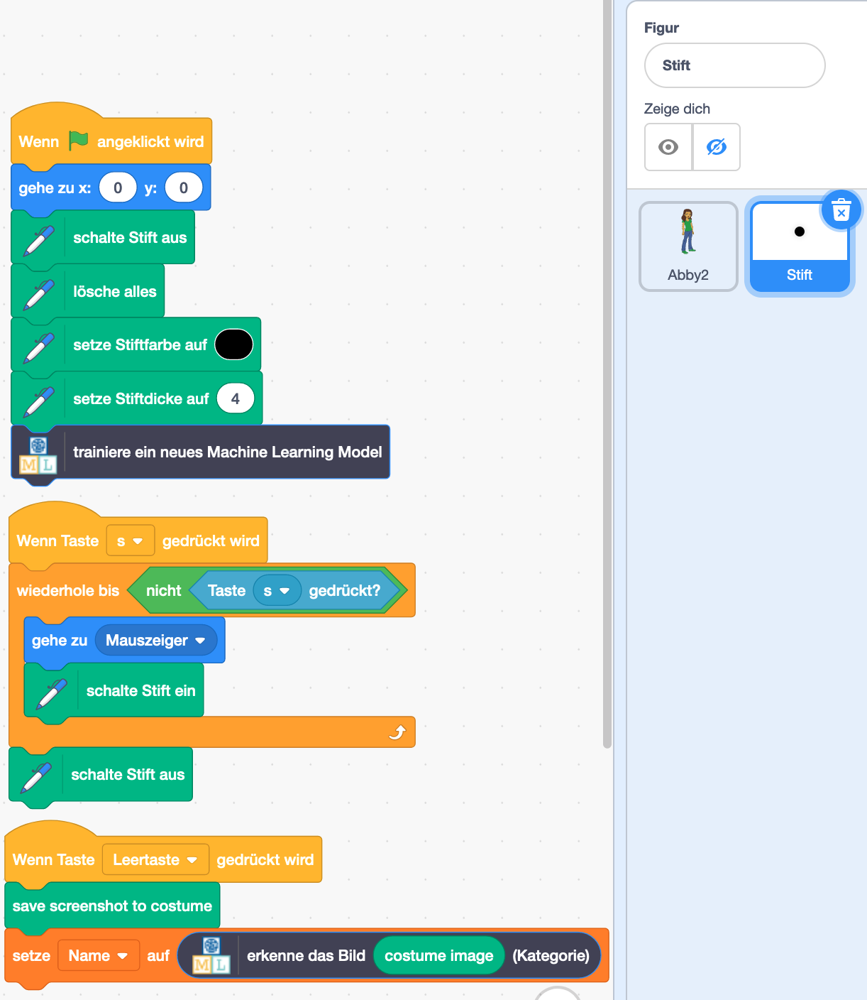 Figur
Stift
Zeige dich
Abby2
Stift
Wenn angeklickt wird
gehe zu x: 0 y: 0
schalte Stift aus
lösche alles
setze Stiftfarbe auf
setze Stiftdicke auf 4
M L trainiere ein neues Machine Learning Model
Wenn Taste s gedrückt wird
wiederhole bis nicht Taste s gedrückt?
gehe zu Mauszeiger
schalte Stift ein
schalte Stift aus
Wenn Taste Leertaste gedrückt wird
save screenshot to costume
setze Name auf M L erkenne das Bild costume image (Kategorie)